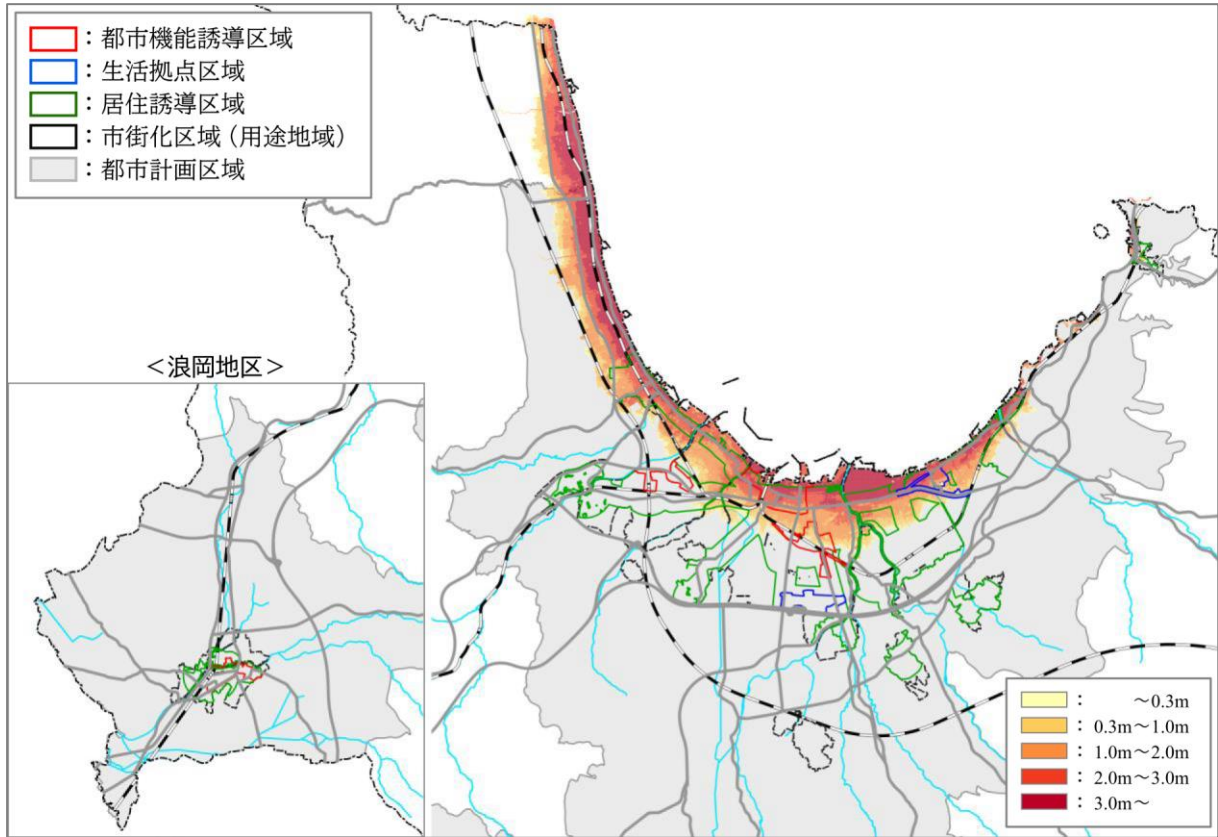 ：都市機能誘導区域
：生活拠点区域
：居住誘導区域
：市街化区域（用途地域）
：都市計画区域
＜浪岡地区＞
：　　～0.3m
：0.3m～1.0m
：1.0m～2.0m
：2.0m～3.0m
：3.0m～